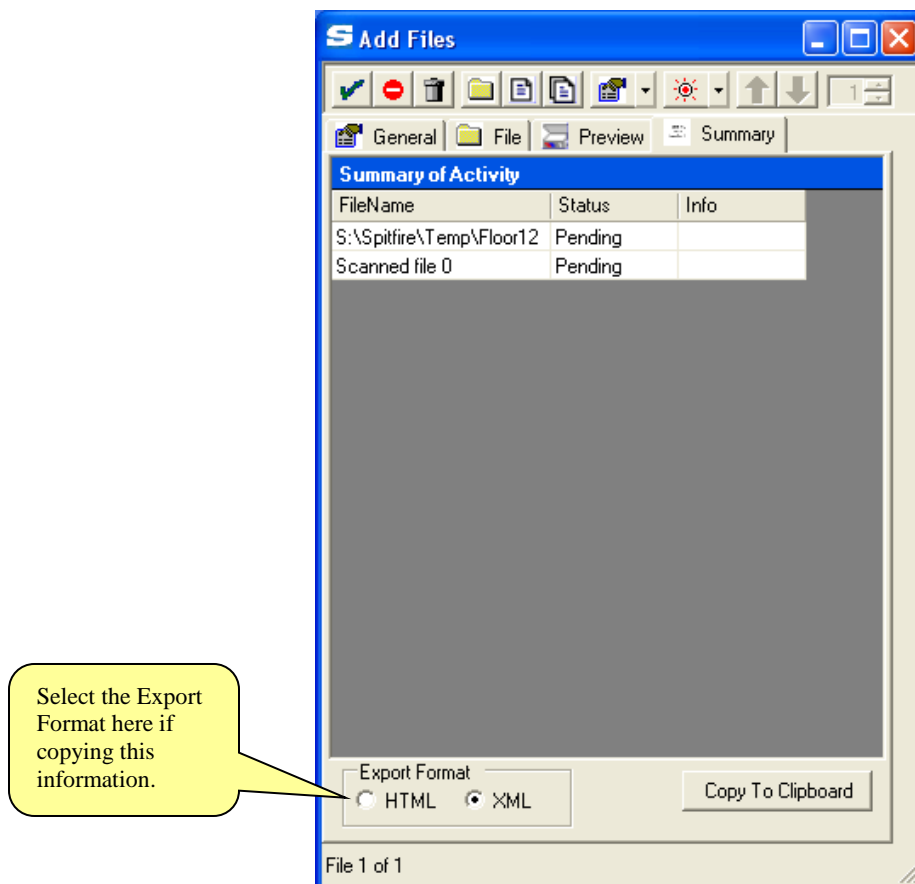 S Add Files
1
General File Preview Summary
Summary of Activity
FileName Status Info
S:\Spitfire\Temp\Floor12 Pending
Scanned file 0 Pending
Select the Export
Format here if
copying this
information.
Export Format
HTML XML
Copy To Clipboard
File 1 of 1